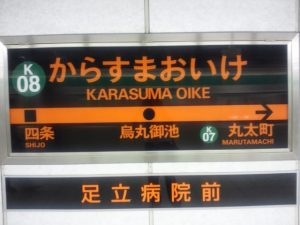 K
08
からすまおいけ
KARASUMA OIKE
四条
SHIJO
烏丸御池
K
07
丸太町
MARUTAMACHI
足立病院前